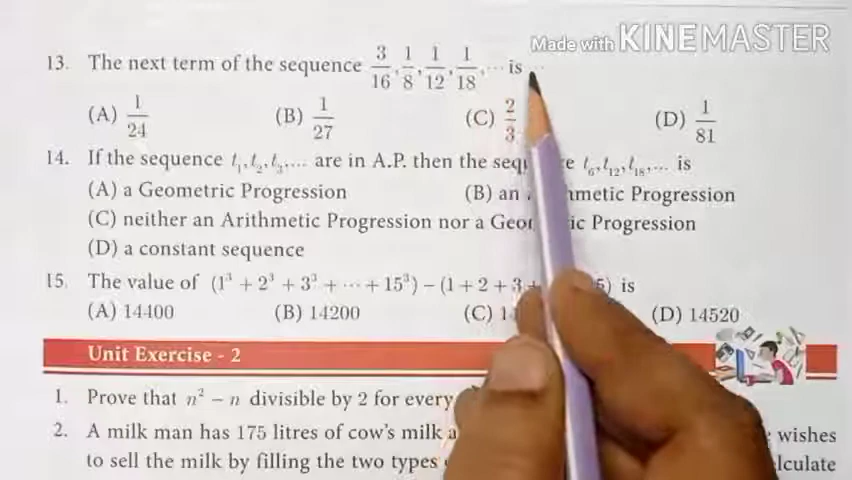 Made with KINEMASTER
13. The next term of the sequence 3/16, 1/8, 1/12, 1/18, ... is ...
(A) 1/24 (B) 1/27 (C) 2/3 (D) 1/81
14. If the sequence t₁, t₂, t₃, .... are in A.P. then the t₆, t₁₂, t₁₈, ... is
(A) a Geometric Progression (B) an Progression
(C) neither an Arithmetic Progression nor a Progression
(D) a constant sequence
15. The value of (1³ + 2³ + 3³ + ··· + 15³) − (1 + 2 + 3 + 5) is
(A) 14400 (B) 14200 (C) (D) 14520
Unit Exercise - 2
1. Prove that n² − n divisible by 2 for every
2. A milk man has 175 litres of cow's milk wishes
to sell the milk by filling the two types